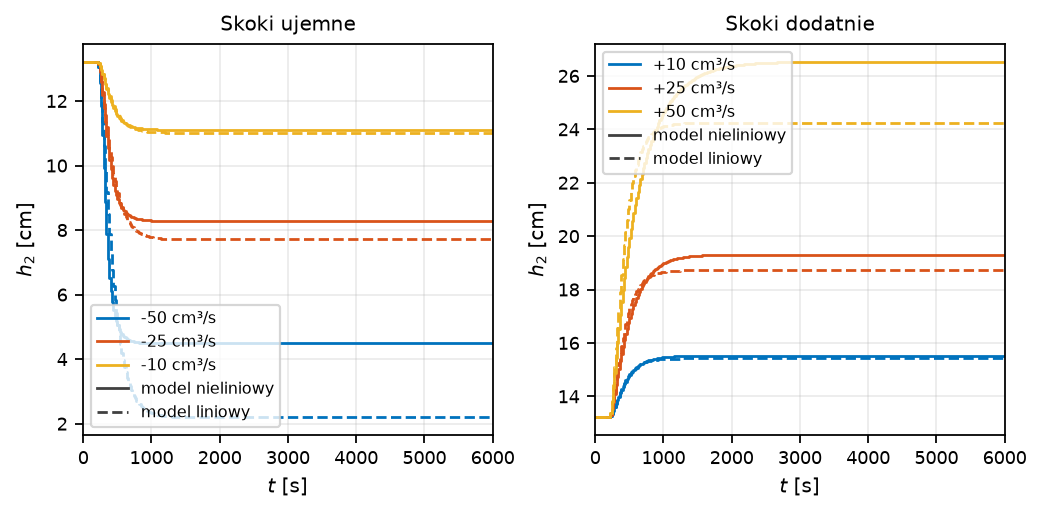 Skoki ujemne
h₂ [cm]
12
10
8
6
4
2
-50 cm³/s
-25 cm³/s
-10 cm³/s
model nieliniowy
model liniowy
0 1000 2000 3000 4000 5000 6000
t [s]
Skoki dodatnie
h₂ [cm]
26
24
22
20
18
16
14
+10 cm³/s
+25 cm³/s
+50 cm³/s
model nieliniowy
model liniowy
0 1000 2000 3000 4000 5000 6000
t [s]